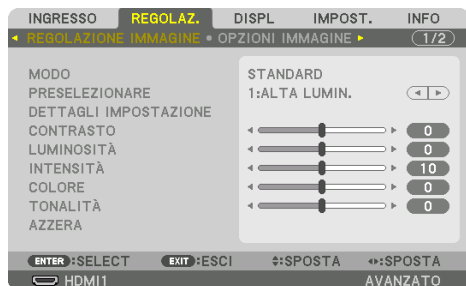 INGRESSO REGOLAZ. DISPL IMPOST. INFO
REGOLAZIONE IMMAGINE • OPZIONI IMMAGINE 1/2
MODO STANDARD
PRESELEZIONARE 1:ALTA LUMIN.
DETTAGLI IMPOSTAZIONE
CONTRASTO 0
LUMINOSITÀ 0
INTENSITÀ 10
COLORE 0
TONALITÀ 0
AZZERA
ENTER :SELECT EXIT :ESCI :SPOSTA :SPOSTA
HDMI1 AVANZATO